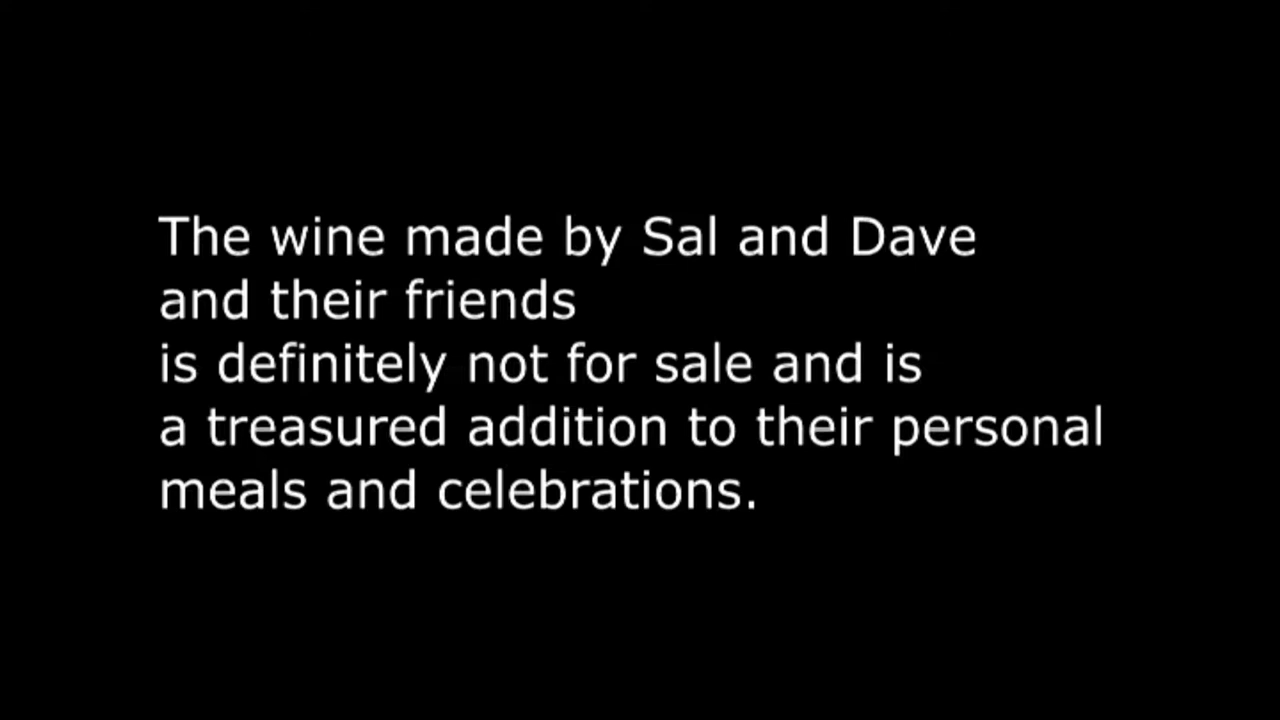 The wine made by Sal and Dave
and their friends
is definitely not for sale and is
a treasured addition to their personal
meals and celebrations.